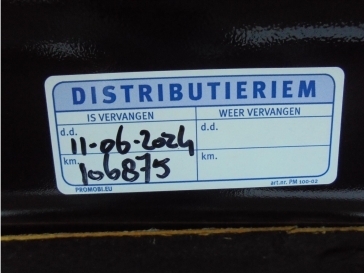 DISTRIBUTIERIEM
IS VERVANGEN
WEER VERVANGEN
d.d. 11-06-2024
d.d.
km. 106875
km.
PROMOBI.EU
art.nr. PM 100-02